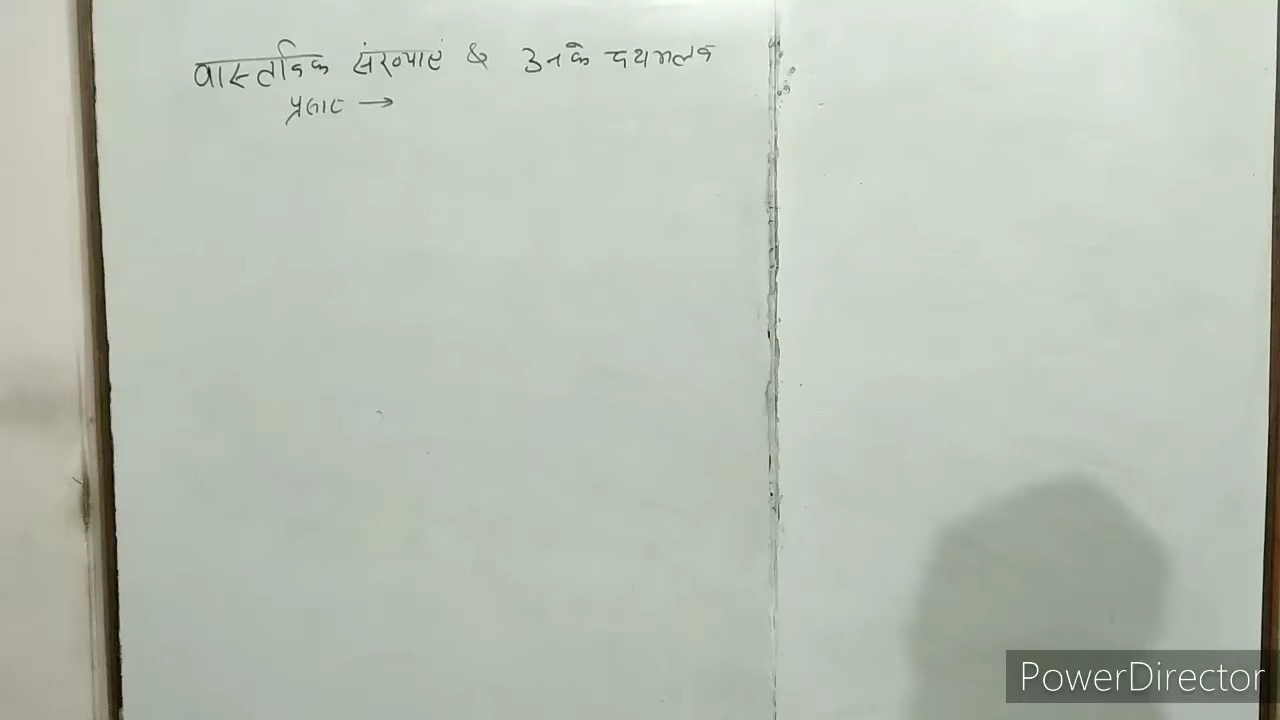 वास्तविक संख्याएं & उनके दशमलव
प्रसार →
PowerDirector